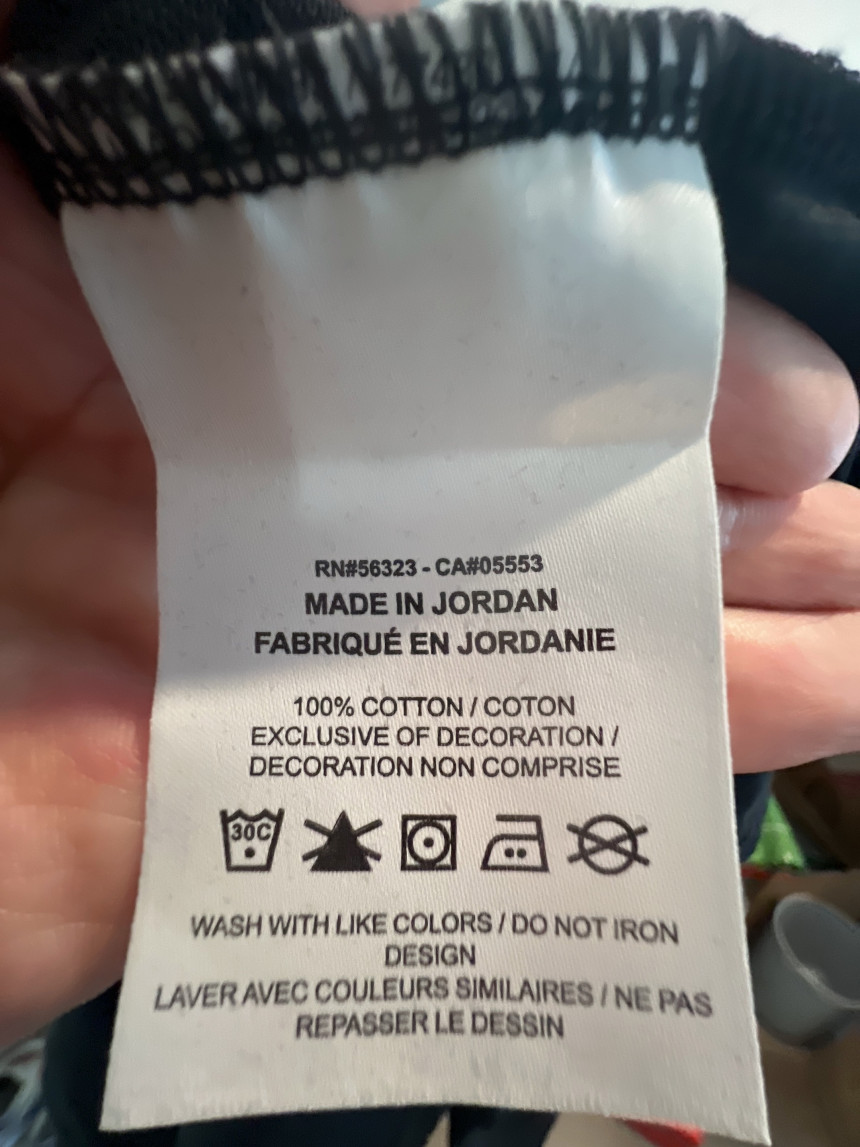 RN#56323 - CA#05553
MADE IN JORDAN
FABRIQUÉ EN JORDANIE
100% COTTON / COTON
EXCLUSIVE OF DECORATION /
DECORATION NON COMPRISE
30C
WASH WITH LIKE COLORS / DO NOT IRON
DESIGN
LAVER AVEC COULEURS SIMILAIRES / NE PAS
REPASSER LE DESSIN